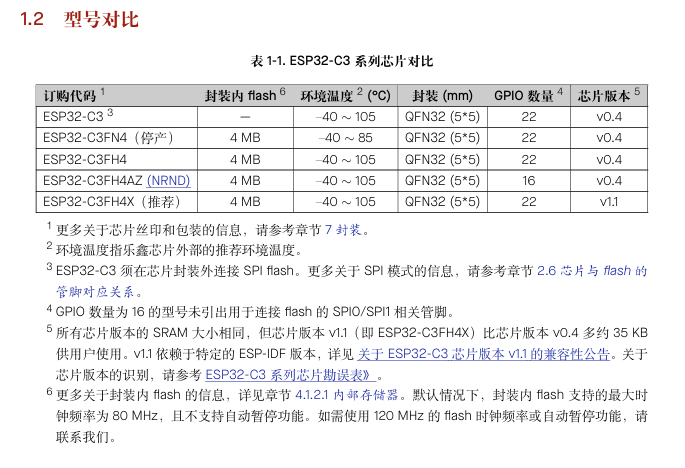 1.2 型号对比
表 1-1. ESP32-C3 系列芯片对比
订购代码 1 封装内 flash 6 环境温度 2 (°C) 封装 (mm) GPIO 数量 4 芯片版本 5
ESP32-C3 3 — –40 ∼ 105 QFN32 (5*5) 22 v0.4
ESP32-C3FN4（停产） 4 MB –40 ∼ 85 QFN32 (5*5) 22 v0.4
ESP32-C3FH4 4 MB –40 ∼ 105 QFN32 (5*5) 22 v0.4
ESP32-C3FH4AZ (NRND) 4 MB –40 ∼ 105 QFN32 (5*5) 16 v0.4
ESP32-C3FH4X（推荐） 4 MB –40 ∼ 105 QFN32 (5*5) 22 v1.1
1 更多关于芯片丝印和包装的信息，请参考章节 7 封装。
2 环境温度指乐鑫芯片外部的推荐环境温度。
3 ESP32-C3 须在芯片封装外连接 SPI flash。更多关于 SPI 模式的信息，请参考章节 2.6 芯片与 flash 的
管脚对应关系。
4 GPIO 数量为 16 的型号未引出用于连接 flash 的 SPI0/SPI1 相关管脚。
5 所有芯片版本的 SRAM 大小相同，但芯片版本 v1.1（即 ESP32-C3FH4X）比芯片版本 v0.4 多约 35 KB
供用户使用。v1.1 依赖于特定的 ESP-IDF 版本，详见 关于 ESP32-C3 芯片版本 v1.1 的兼容性公告。关于
芯片版本的识别，请参考 ESP32-C3 系列芯片勘误表》。
6 更多关于封装内 flash 的信息，详见章节 4.1.2.1 内部存储器。默认情况下，封装内 flash 支持的最大时
钟频率为 80 MHz，且不支持自动暂停功能。如需使用 120 MHz 的 flash 时钟频率或自动暂停功能，请
联系我们。